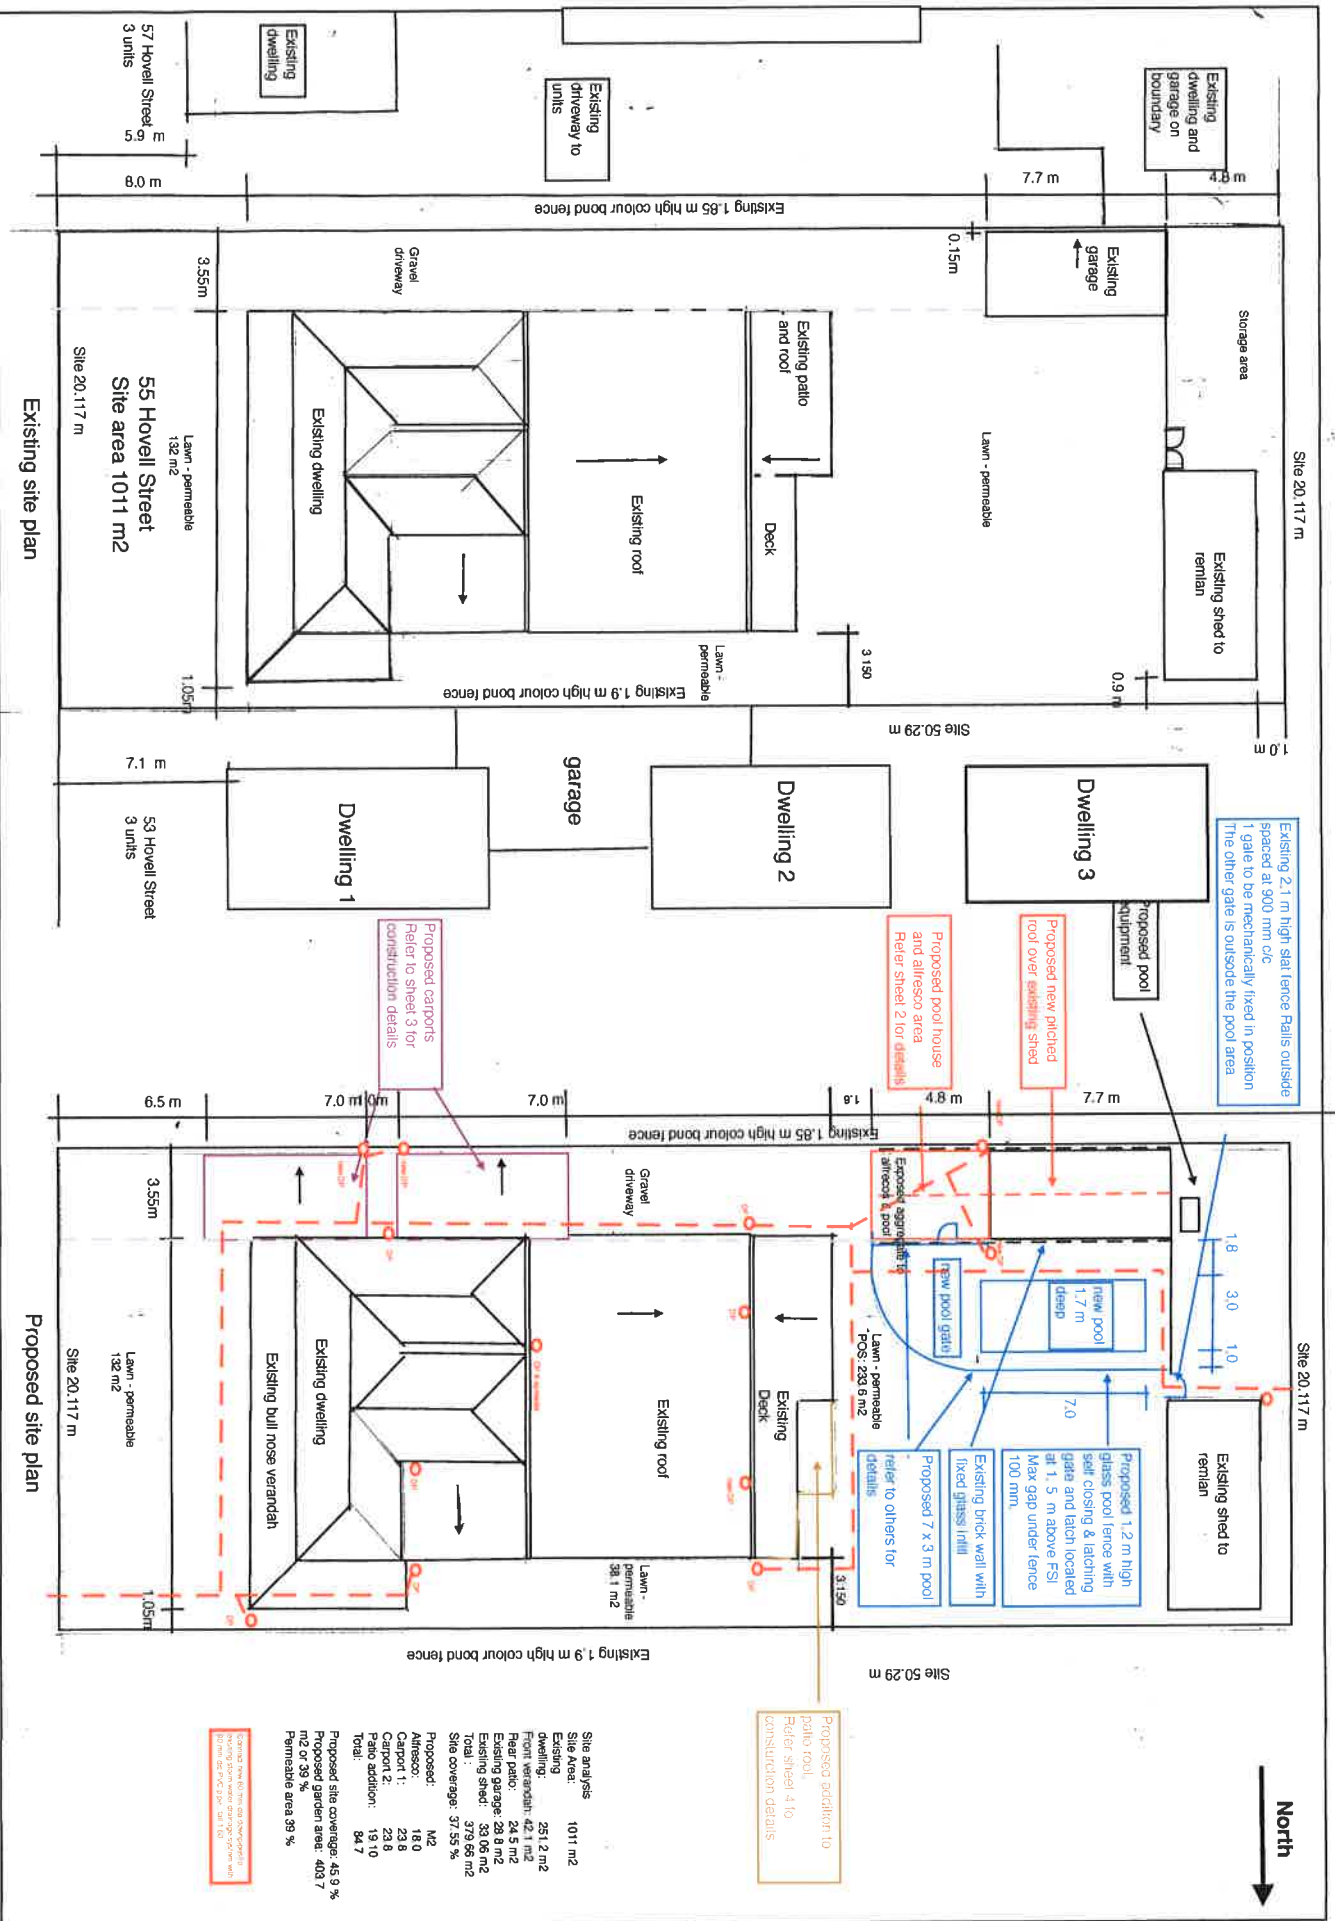 57 Hovell Street
3 units
Existing
dwelling
Existing
driveway to
units
Existing
dwelling and
garage on
boundary
5.9 m
8.0 m
7.7 m
4.8 m
Existing 1.85 m high colour bond fence
3.55m
Gravel
driveway
0.15m
Existing
garage
Storage area
Site 20.117 m
Site 20.117 m
55 Hovell Street
Site area 1011 m2
Lawn - permeable
132 m2
Existing dwelling
Existing roof
Existing patio
and roof
Deck
Lawn - permeable
Existing shed to
remian
1.05m
Existing 1.9 m high colour bond fence
Lawn -
permeable
3 150
0.9 m
Site 50.29 m
1.0 m
Existing site plan
7.1 m
53 Hovell Street
3 units
Dwelling 1
garage
Dwelling 2
Dwelling 3
Proposed pool
equipment
Existing 2.1 m high slat fence Rails outside
spaced at 900 mm c/c
1 gate to be mechanically fixed in position
The other gate is outsode the pool area
Proposed new pitched
roof over existing shed
Proposed pool house
and alfresco area
Refer sheet 2 for details
Proposed carports
Refer to sheet 3 for
construction details
6.5 m
7.0 m
1.0m
7.0 m
1.8
4.8 m
7.7 m
Existing 1.85 m high colour bond fence
3.55m
Gravel
driveway
Exposed aggregate to
alfrecos & pool
new pool gate
new pool
1.7 m
deep
1.8
3.0
1.0
7.0
Site 20.117 m
Site 20.117 m
Lawn - permeable
132 m2
Existing bull nose verandah
Existing dwelling
Existing roof
Existing
Deck
Lawn - permeable
- POS: 233.6 m2
Proposed 7 x 3 m pool
refer to others for
details
Existing brick wall with
fixed glass infill
Proposed 1.2 m high
glass pool fence with
self closing & latching
gate and latch located
at 1. 5 m above FSl
Max gap under fence
100 mm.
Existing shed to
remian
newDP
newDP
DP
DP
DP
DP
DP
DP
DP
1.05m
Lawn -
permeable
38.1 m2
3.150
Existing 1.9 m high colour bond fence
Site 50.29 m
Proposed site plan
Proposed addition to
patio roof.
Refer sheet 4 fo
consturction details
Site analysis
Site Area: 1011 m2
Existing
dwelling: 251.2 m2
Front verandah: 42.1 m2
Rear patio: 24.5 m2
Existing garage: 28.8 m2
Existing shed: 33.06 m2
Total : 379.66 m2
Site coverage: 37.55 %
Proposed: M2
Alfresco: 18.0
Carport 1: 23.8
Carport 2: 23.8
Patio addition: 19.10
Total: 84.7
Proposed site coverage: 45.9 %
Proposed garden area: 403.7
m2 or 39 %
Permeable area 39 %
North